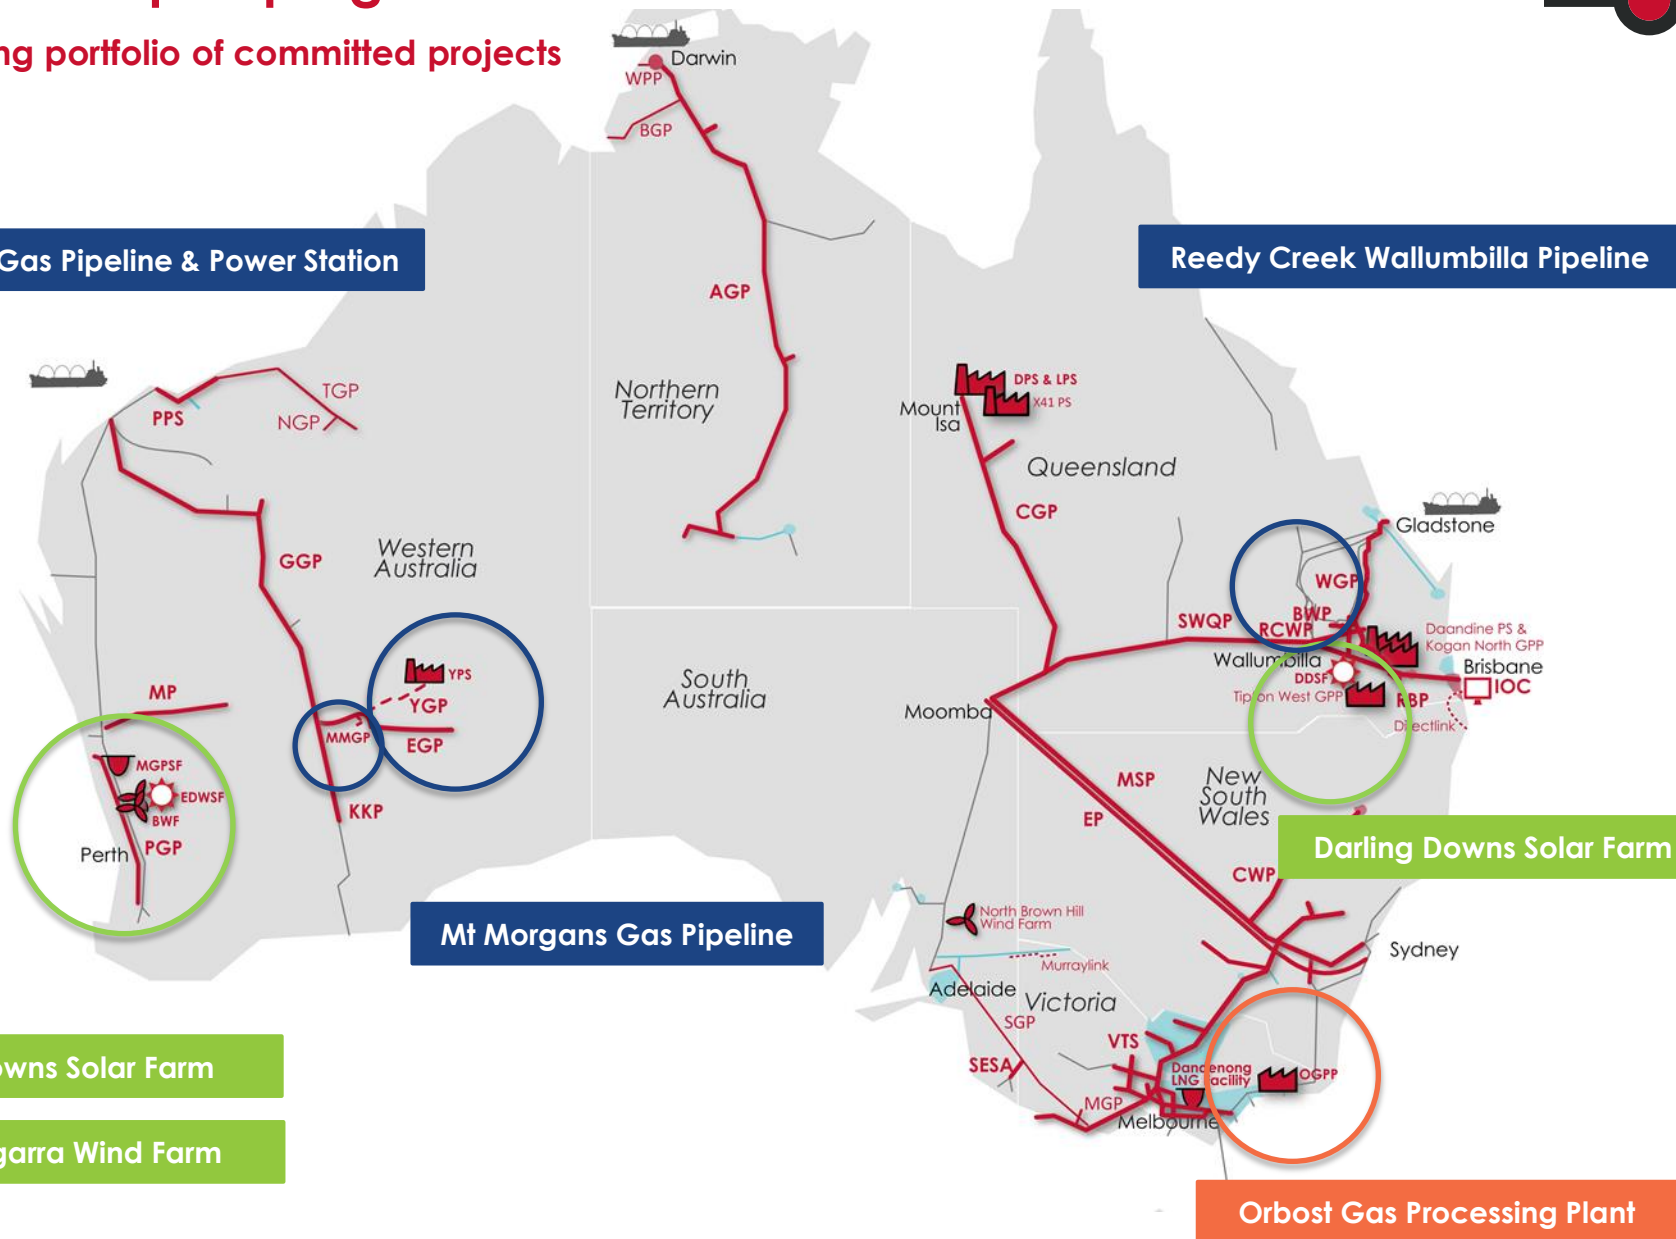 ng portfolio of committed projects
Darwin
WPP
BGP
Gas Pipeline & Power Station
Reedy Creek Wallumbilla Pipeline
AGP
Northern
Territory
TGP
NGP
PPS
DPS & LPS
X41 PS
Mount
Isa
Queensland
CGP
Gladstone
GGP
Western
Australia
WGP
BWP
SWQP
RCWP
Daandine PS &
Kogan North GPP
Wallumbilla
Brisbane
DDSF
IOC
Tipton West GPP
RBP
Directlink
YPS
YGP
MP
MMGP
EGP
South
Australia
Moomba
MGPSF
EDWSF
BWF
Perth
PGP
KKP
MSP
EP
New
South
Wales
Darling Downs Solar Farm
CWP
North Brown Hill
Wind Farm
Mt Morgans Gas Pipeline
Sydney
Murraylink
Adelaide
Victoria
SGP
VTS
SESA
Dandenong
LNG Facility
OGPP
MGP
Melbourne
owns Solar Farm
garra Wind Farm
Orbost Gas Processing Plant